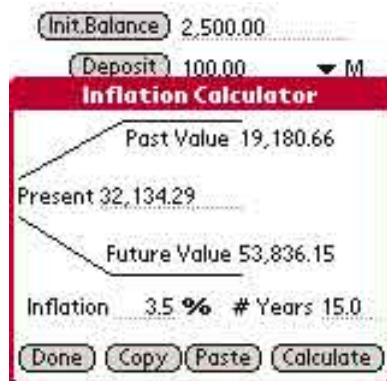 Init.Balance 2,500.00
Deposit 100.00 M
Inflation Calculator
Past Value 19,180.66
Present 32,134.29
Future Value 53,836.15
Inflation 3.5 % # Years 15.0
Done Copy Paste Calculate